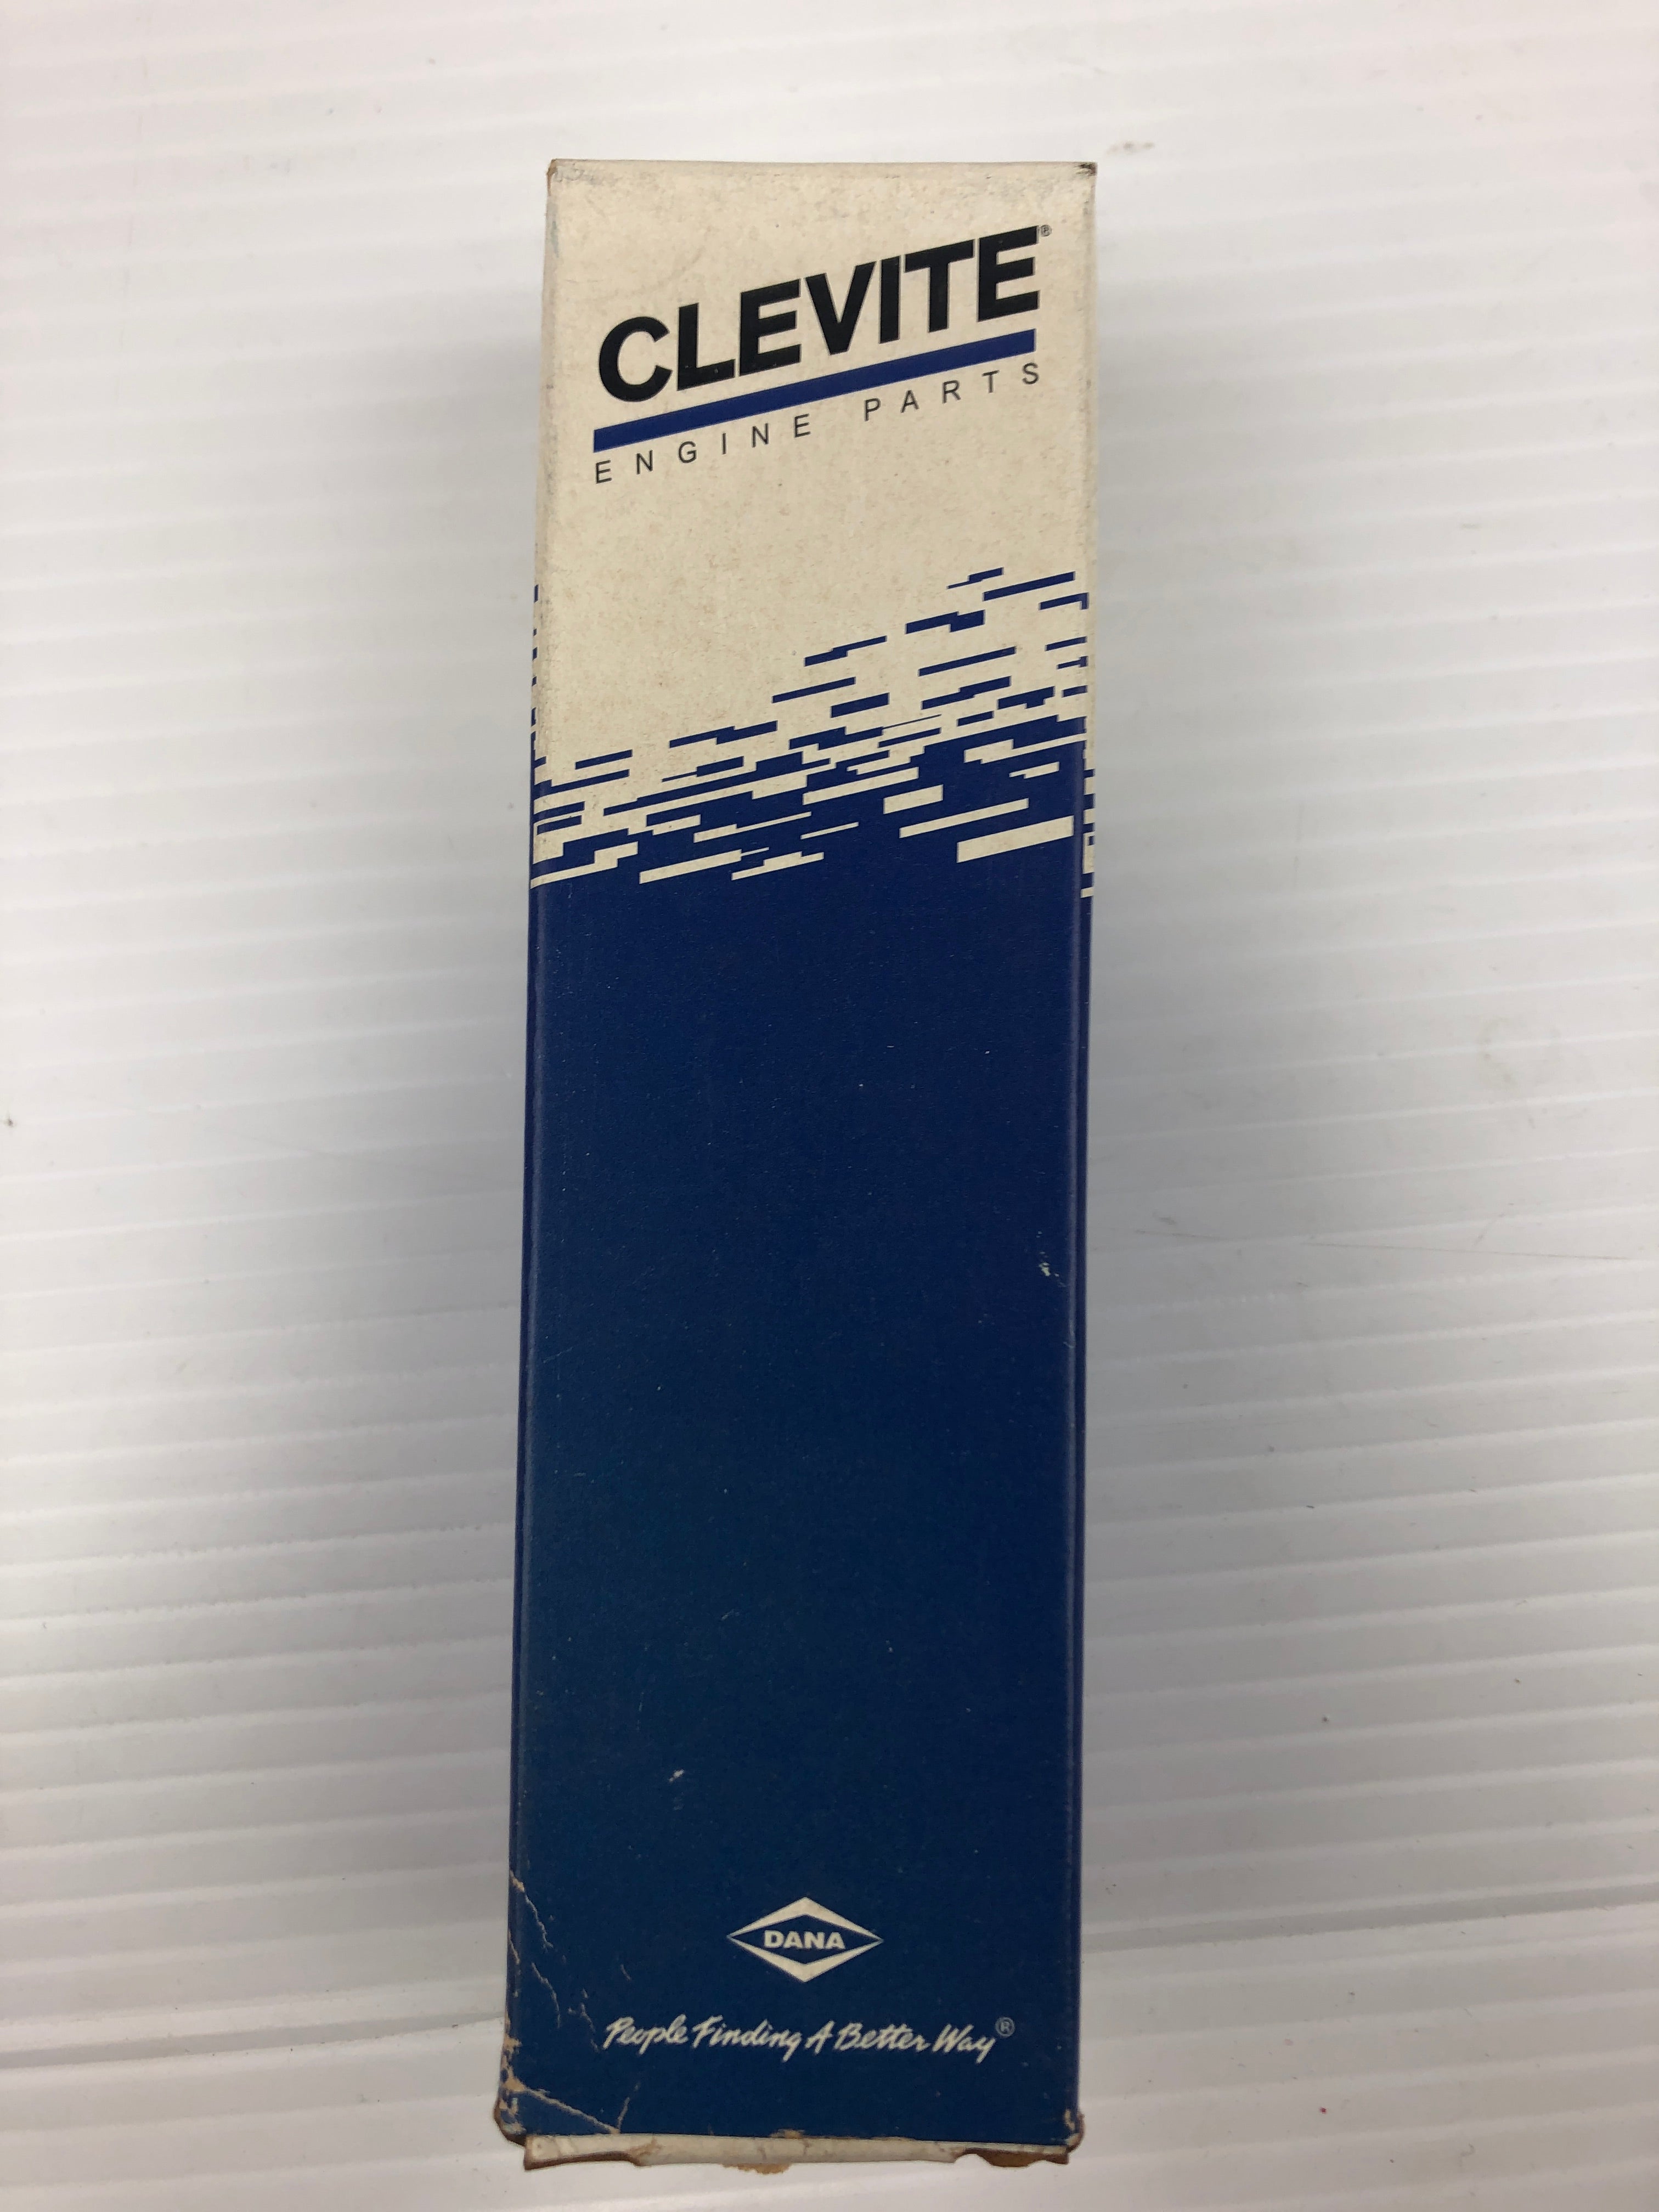 CLEVITE®
ENGINE PARTS
DANA
People Finding A Better Way®